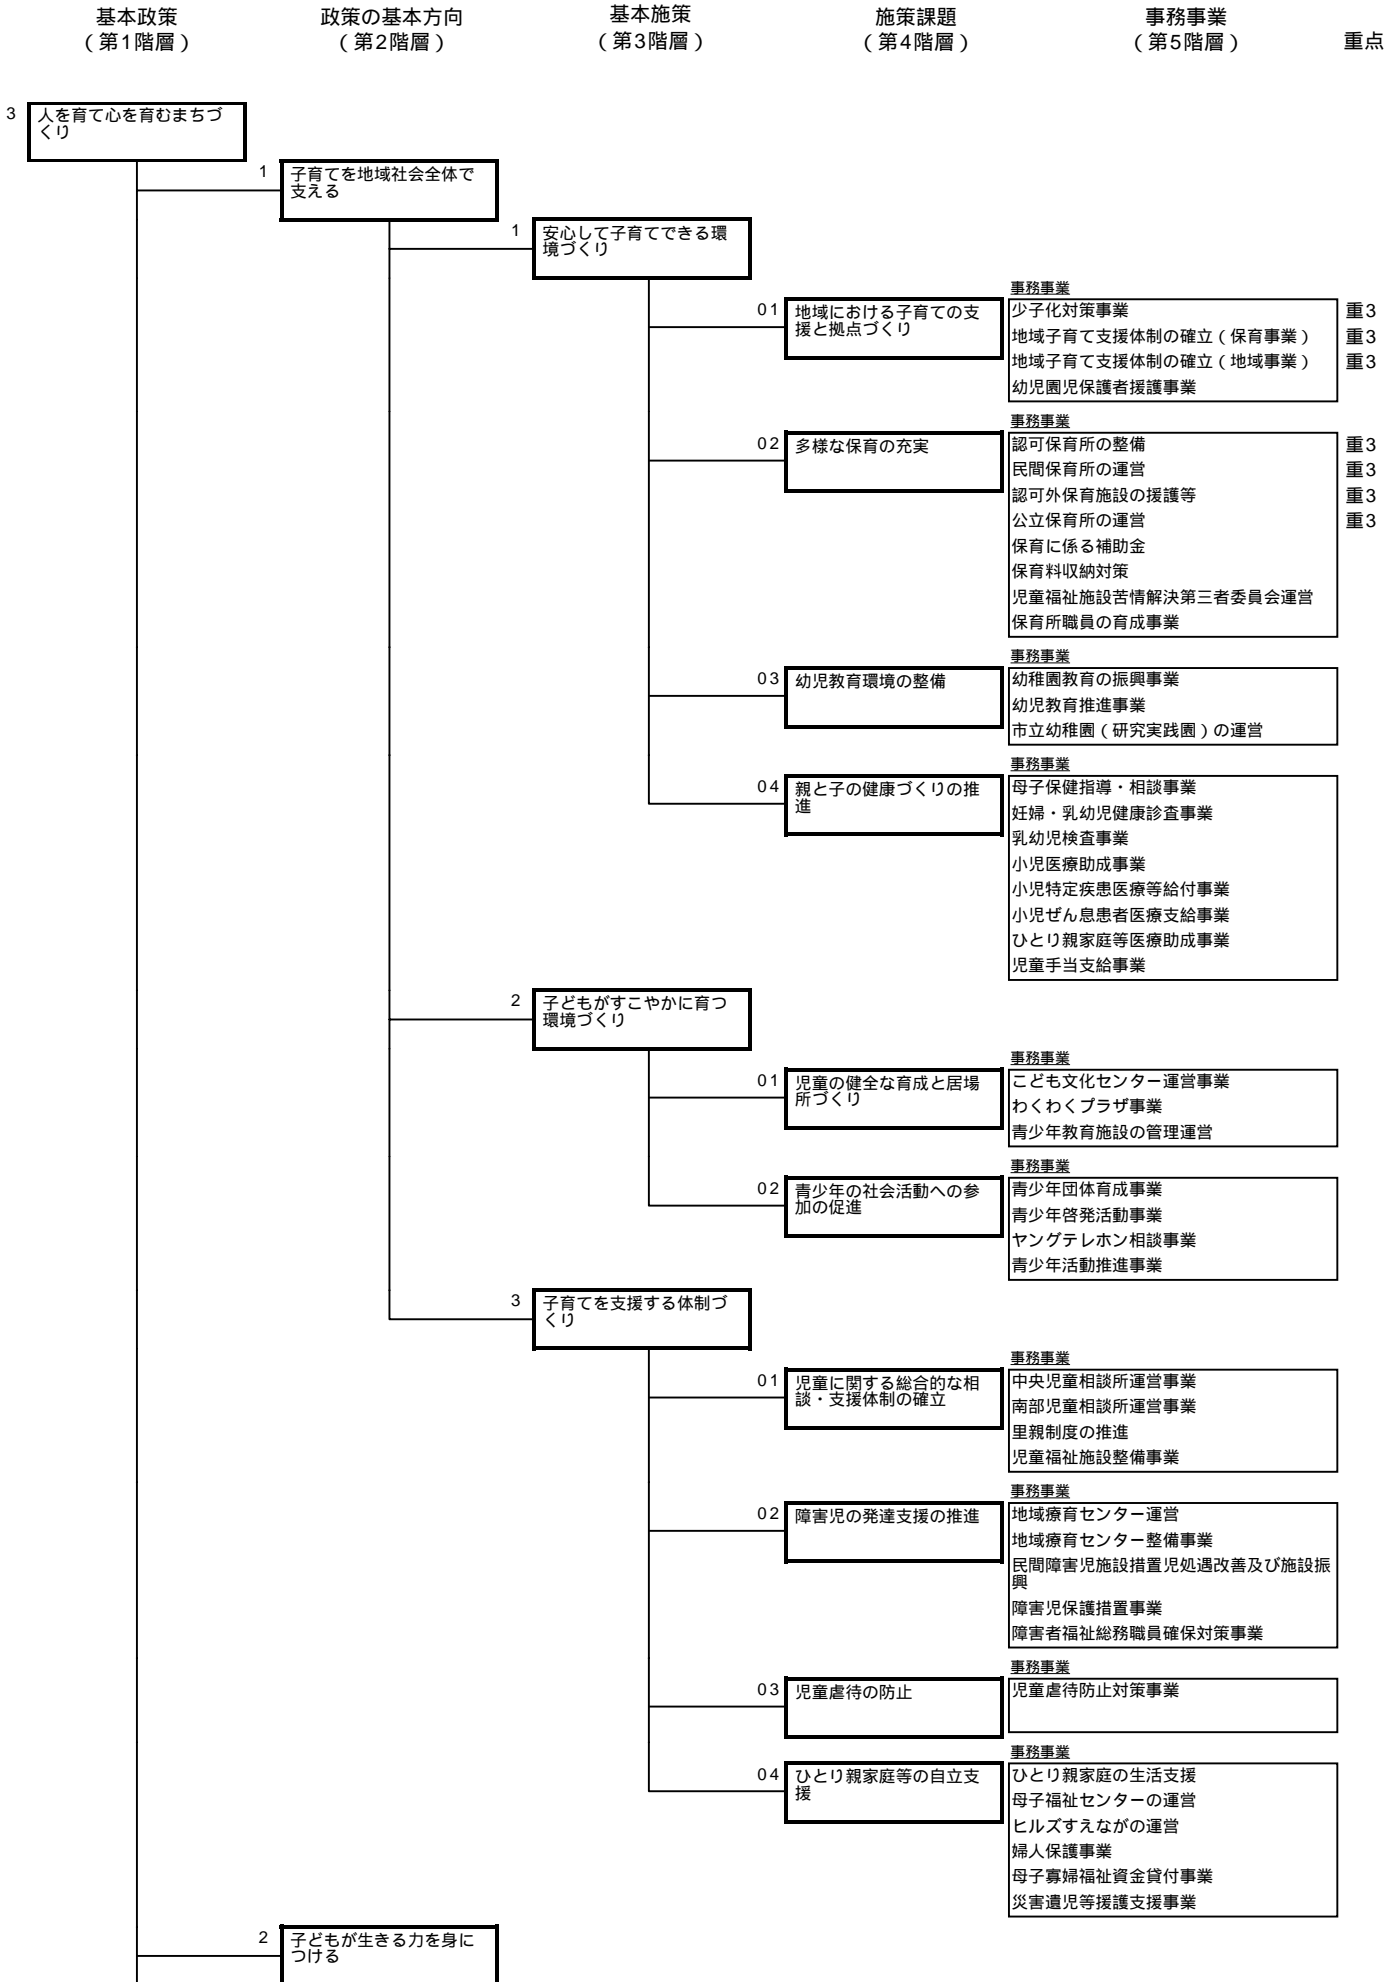 基本政策
（第1階層）
政策の基本方向
（第2階層）
基本施策
（第3階層）
施策課題
（第4階層）
事務事業
（第5階層）
重点
3
人を育て心を育むまちづ
くり
1
子育てを地域社会全体で
支える
1
安心して子育てできる環
境づくり
01
地域における子育ての支
援と拠点づくり
事務事業
少子化対策事業 重3
地域子育て支援体制の確立（保育事業） 重3
地域子育て支援体制の確立（地域事業） 重3
幼児園児保護者援護事業
02
多様な保育の充実
事務事業
認可保育所の整備 重3
民間保育所の運営 重3
認可外保育施設の援護等 重3
公立保育所の運営 重3
保育に係る補助金
保育料収納対策
児童福祉施設苦情解決第三者委員会運営
保育所職員の育成事業
03
幼児教育環境の整備
事務事業
幼稚園教育の振興事業
幼児教育推進事業
市立幼稚園（研究実践園）の運営
04
親と子の健康づくりの推
進
事務事業
母子保健指導・相談事業
妊婦・乳幼児健康診査事業
乳幼児検査事業
小児医療助成事業
小児特定疾患医療等給付事業
小児ぜん息患者医療支給事業
ひとり親家庭等医療助成事業
児童手当支給事業
2
子どもがすこやかに育つ
環境づくり
01
児童の健全な育成と居場
所づくり
事務事業
こども文化センター運営事業
わくわくプラザ事業
青少年教育施設の管理運営
02
青少年の社会活動への参
加の促進
事務事業
青少年団体育成事業
青少年啓発活動事業
ヤングテレホン相談事業
青少年活動推進事業
3
子育てを支援する体制づ
くり
01
児童に関する総合的な相
談・支援体制の確立
事務事業
中央児童相談所運営事業
南部児童相談所運営事業
里親制度の推進
児童福祉施設整備事業
02
障害児の発達支援の推進
事務事業
地域療育センター運営
地域療育センター整備事業
民間障害児施設措置児処遇改善及び施設振
興
障害児保護措置事業
障害者福祉総務職員確保対策事業
03
児童虐待の防止
事務事業
児童虐待防止対策事業
04
ひとり親家庭等の自立支
援
事務事業
ひとり親家庭の生活支援
母子福祉センターの運営
ヒルズすえながの運営
婦人保護事業
母子寡婦福祉資金貸付事業
災害遺児等援護支援事業
2
子どもが生きる力を身に
つける